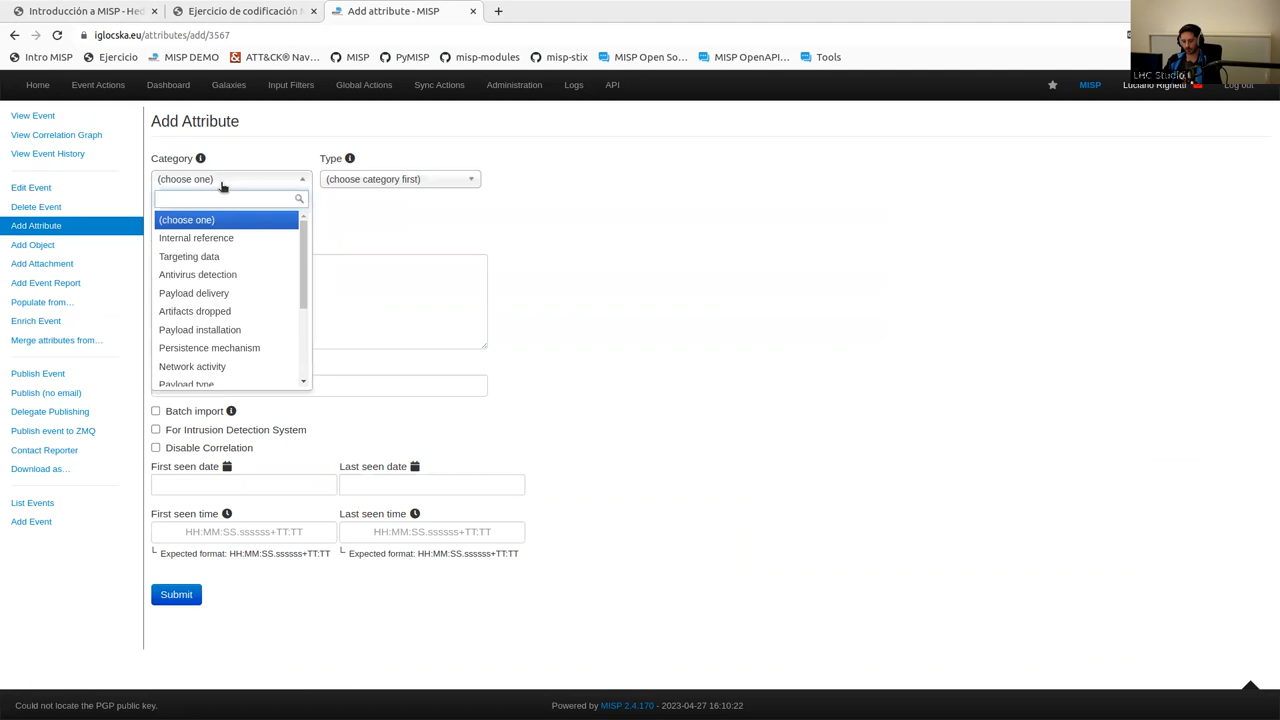 Introducción a MISP - Hed
Ejercicio de codificación M
Add attribute - MISP
iglocska.eu/attributes/add/3567
Intro MISP
Ejercicio
MISP DEMO
ATT&CK® Nav…
MISP
PyMISP
misp-modules
misp-stix
MISP Open So…
MISP OpenAPI…
Tools
LHC Studio
Home
Event Actions
Dashboard
Galaxies
Input Filters
Global Actions
Sync Actions
Administration
Logs
API
MISP
Luciano Righetti
Log out
View Event
View Correlation Graph
View Event History
Edit Event
Delete Event
Add Attribute
Add Object
Add Attachment
Add Event Report
Populate from…
Enrich Event
Merge attributes from…
Publish Event
Publish (no email)
Delegate Publishing
Publish event to ZMQ
Contact Reporter
Download as…
List Events
Add Event
Add Attribute
Category
Type
(choose one)
(choose category first)
(choose one)
Internal reference
Targeting data
Antivirus detection
Payload delivery
Artifacts dropped
Payload installation
Persistence mechanism
Network activity
Payload type
Batch import
For Intrusion Detection System
Disable Correlation
First seen date
Last seen date
First seen time
Last seen time
HH:MM:SS.ssssss+TT:TT
HH:MM:SS.ssssss+TT:TT
Expected format: HH:MM:SS.ssssss+TT:TT
Expected format: HH:MM:SS.ssssss+TT:TT
Submit
Could not locate the PGP public key.
Powered by MISP 2.4.170 - 2023-04-27 16:10:22